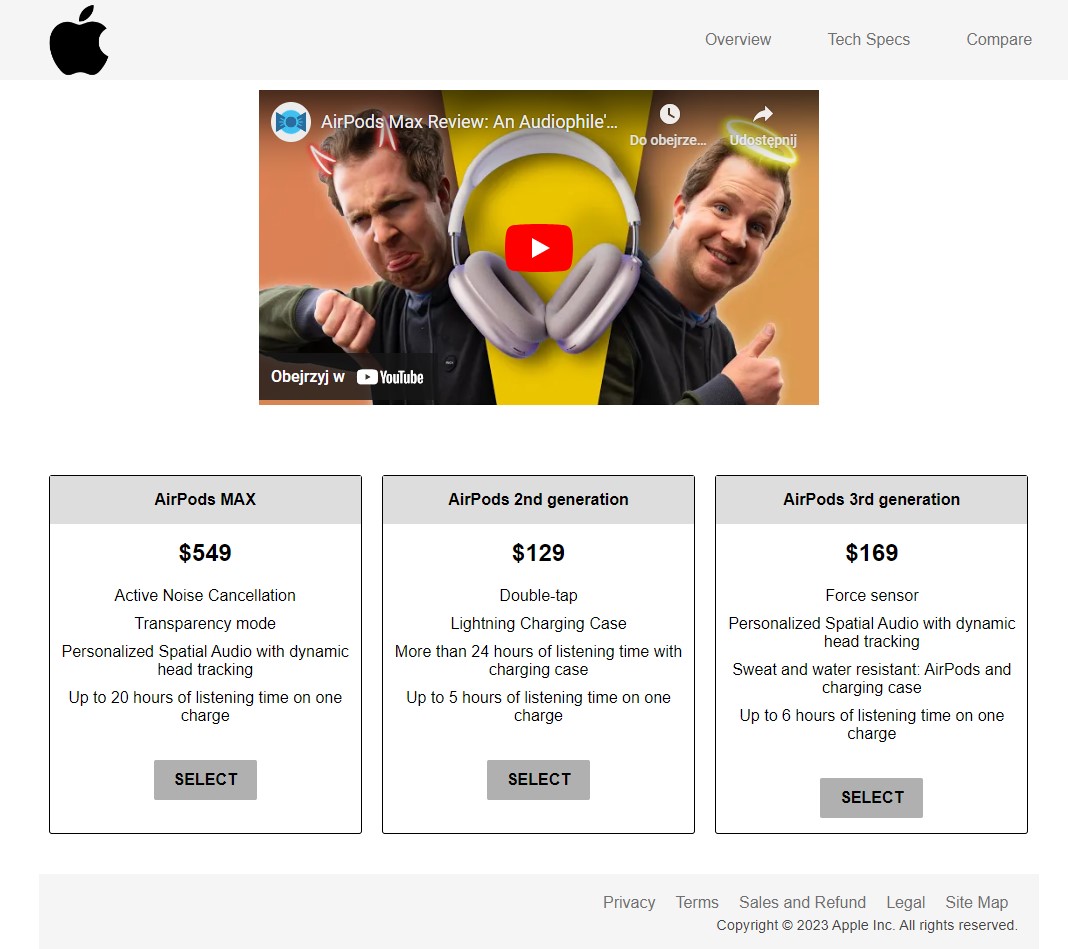 Overview Tech Specs Compare
AirPods Max Review: An Audiophile'...
Do obejrze... Udostępnij
Obejrzyj w YouTube
AirPods MAX
$549
Active Noise Cancellation
Transparency mode
Personalized Spatial Audio with dynamic
head tracking
Up to 20 hours of listening time on one
charge
SELECT
AirPods 2nd generation
$129
Double-tap
Lightning Charging Case
More than 24 hours of listening time with
charging case
Up to 5 hours of listening time on one
charge
SELECT
AirPods 3rd generation
$169
Force sensor
Personalized Spatial Audio with dynamic
head tracking
Sweat and water resistant: AirPods and
charging case
Up to 6 hours of listening time on one
charge
SELECT
Privacy Terms Sales and Refund Legal Site Map
Copyright © 2023 Apple Inc. All rights reserved.